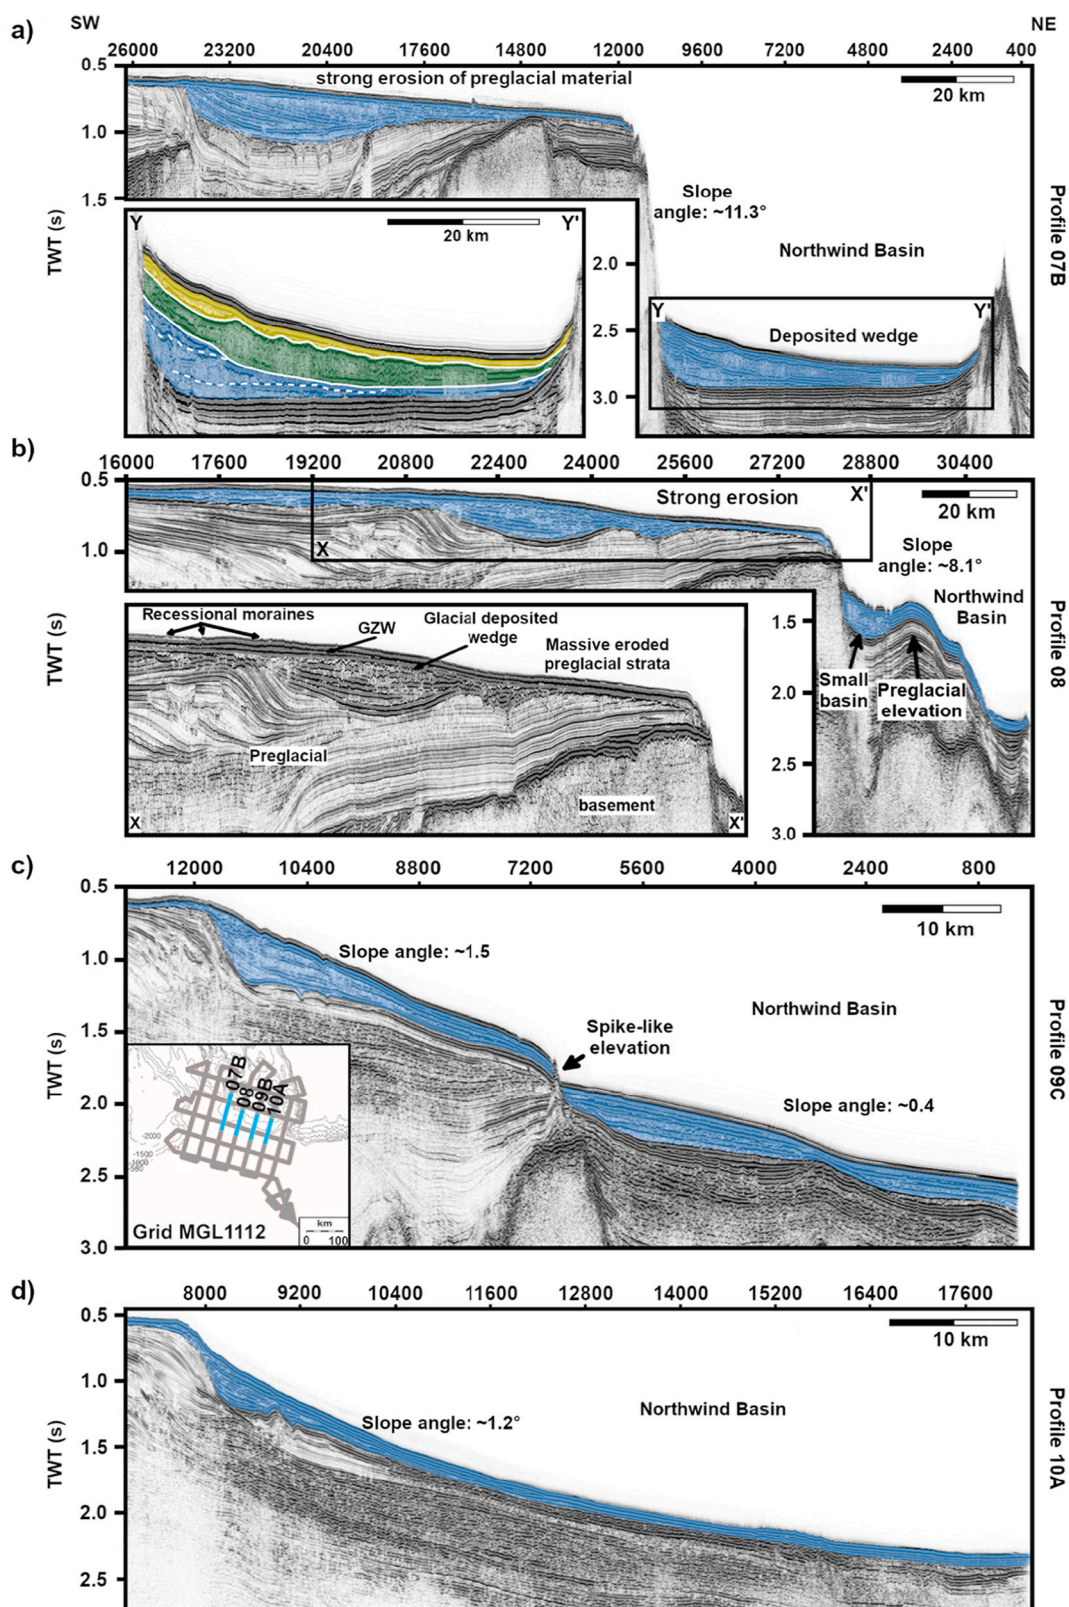 a)
SW
NE
26000 23200 20400 17600 14800 12000 9600 7200 4800 2400 400
0.5
strong erosion of preglacial material
20 km
1.0
1.5
Slope
angle: ~11.3°
TWT (s)
Profile 07B
Y
Y'
20 km
Northwind Basin
2.0
Y
Y'
2.5
Deposited wedge
3.0
b)
16000 17600 19200 20800 22400 24000 25600 27200 28800 30400
0.5
Strong erosion
X'
20 km
X
1.0
Slope
angle: ~8.1°
Northwind
Basin
TWT (s)
Profile 08
Recessional moraines
GZW
Glacial deposited
wedge
Massive eroded
preglacial strata
Preglacial
basement
X
X'
1.5
Small
basin
Preglacial
elevation
2.0
2.5
3.0
c)
12000 10400 8800 7200 5600 4000 2400 800
0.5
10 km
Slope angle: ~1.5
1.0
Northwind Basin
1.5
Spike-like
elevation
TWT (s)
Profile 09C
2.0
Slope angle: ~0.4
2.5
3.0
07B
08
09B
10A
-2000
-1500
-1000
Grid MGL1112
km
0 100
d)
8000 9200 10400 11600 12800 14000 15200 16400 17600
0.5
10 km
1.0
Northwind Basin
Slope angle: ~1.2°
1.5
TWT (s)
Profile 10A
2.0
2.5